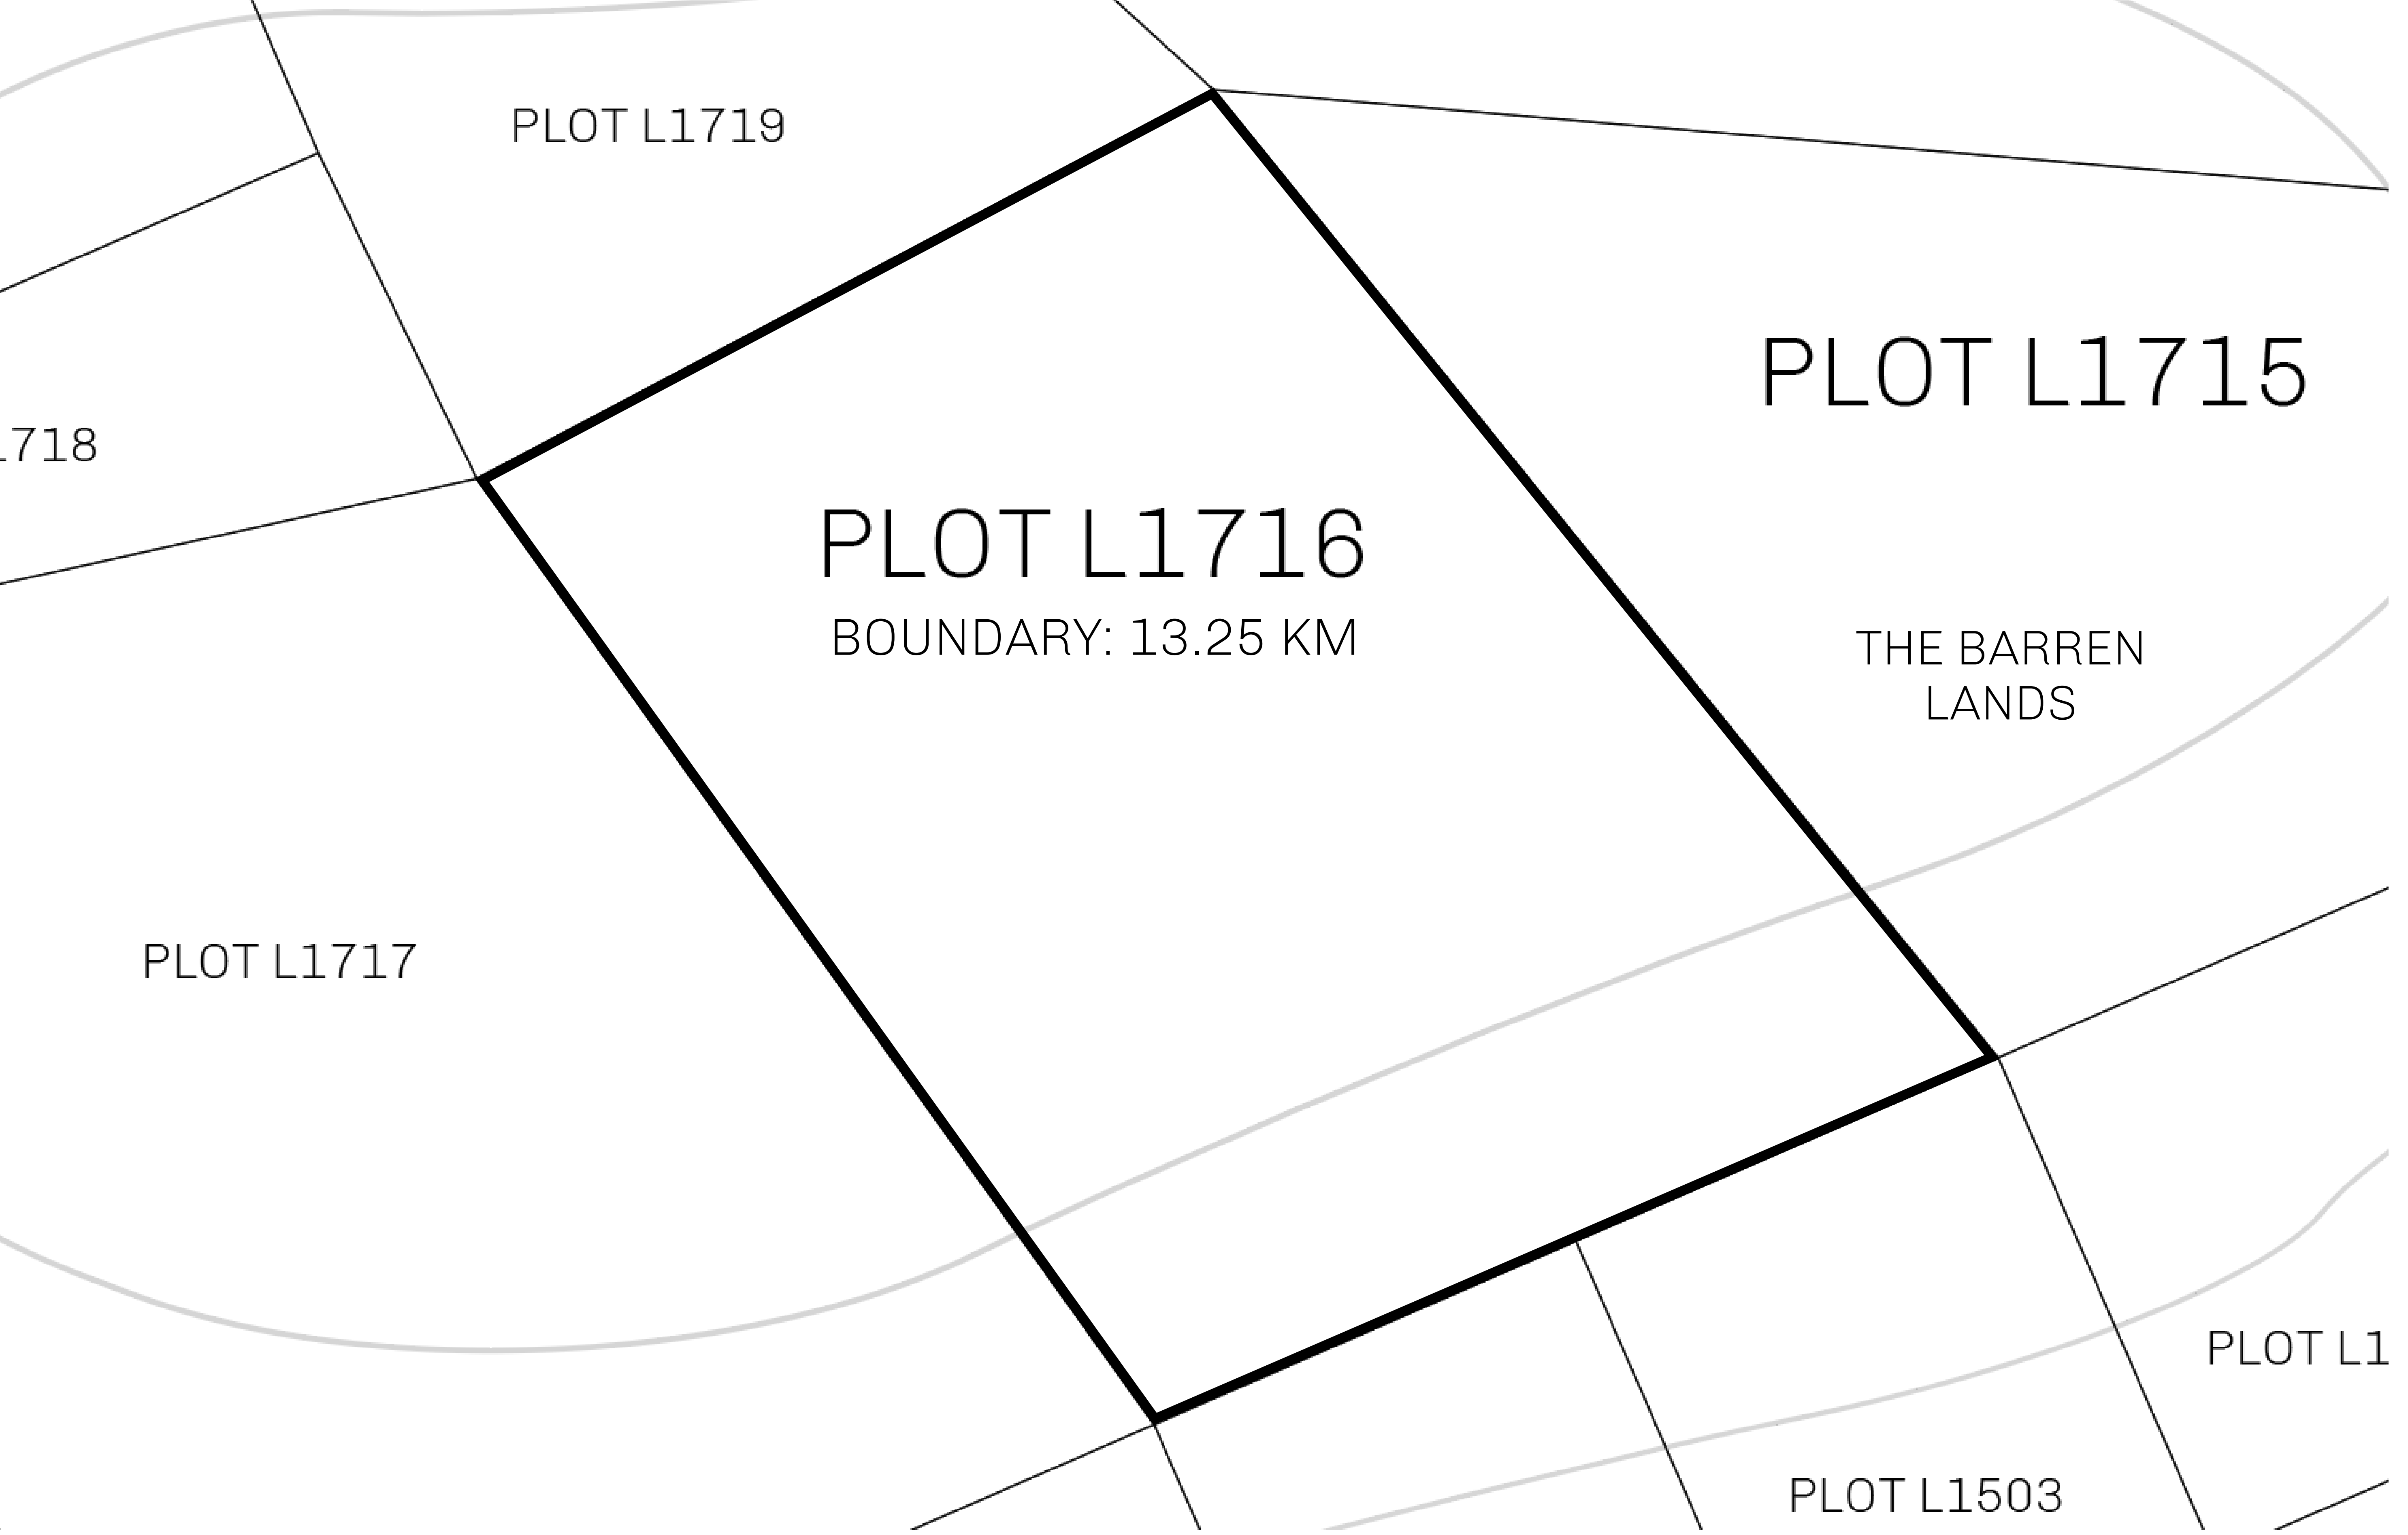 PLOT L1719
PLOT L1715
718
PLOT L1716
BOUNDARY: 13.25 KM
THE BARREN
LANDS
PLOT L1717
PLOT L1
PLOT L1503